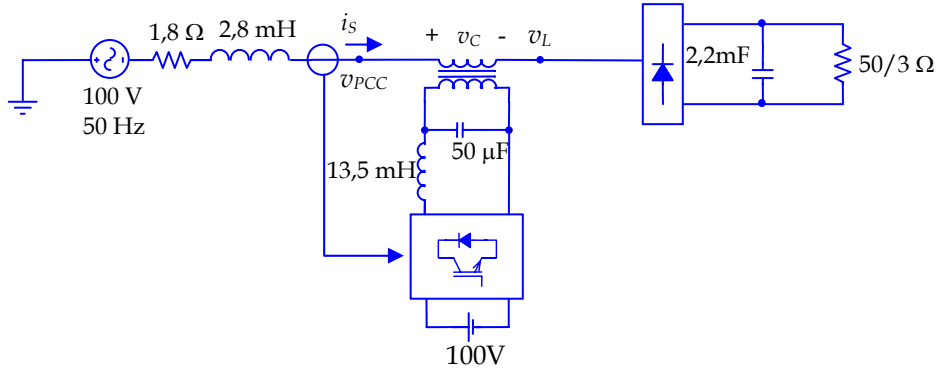 1,8 Ω
2,8 mH
i_S
+ v_C - v_L
v_PCC
100 V
50 Hz
2,2mF
50/3 Ω
50 µF
13,5 mH
100V